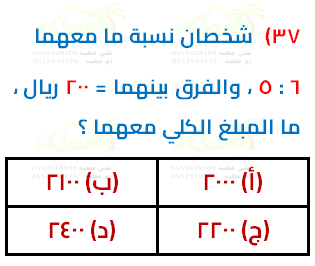 ٣٧) شخصان نسبة ما معهما
٦ : ٥ ، والفرق بينهما = ٢٠٠ ريال ،
ما المبلغ الكلي معهما ؟
(أ) ٢٠٠٠
(ب) ٢١٠٠
(ج) ٢٢٠٠
(د) ٢٤٠٠